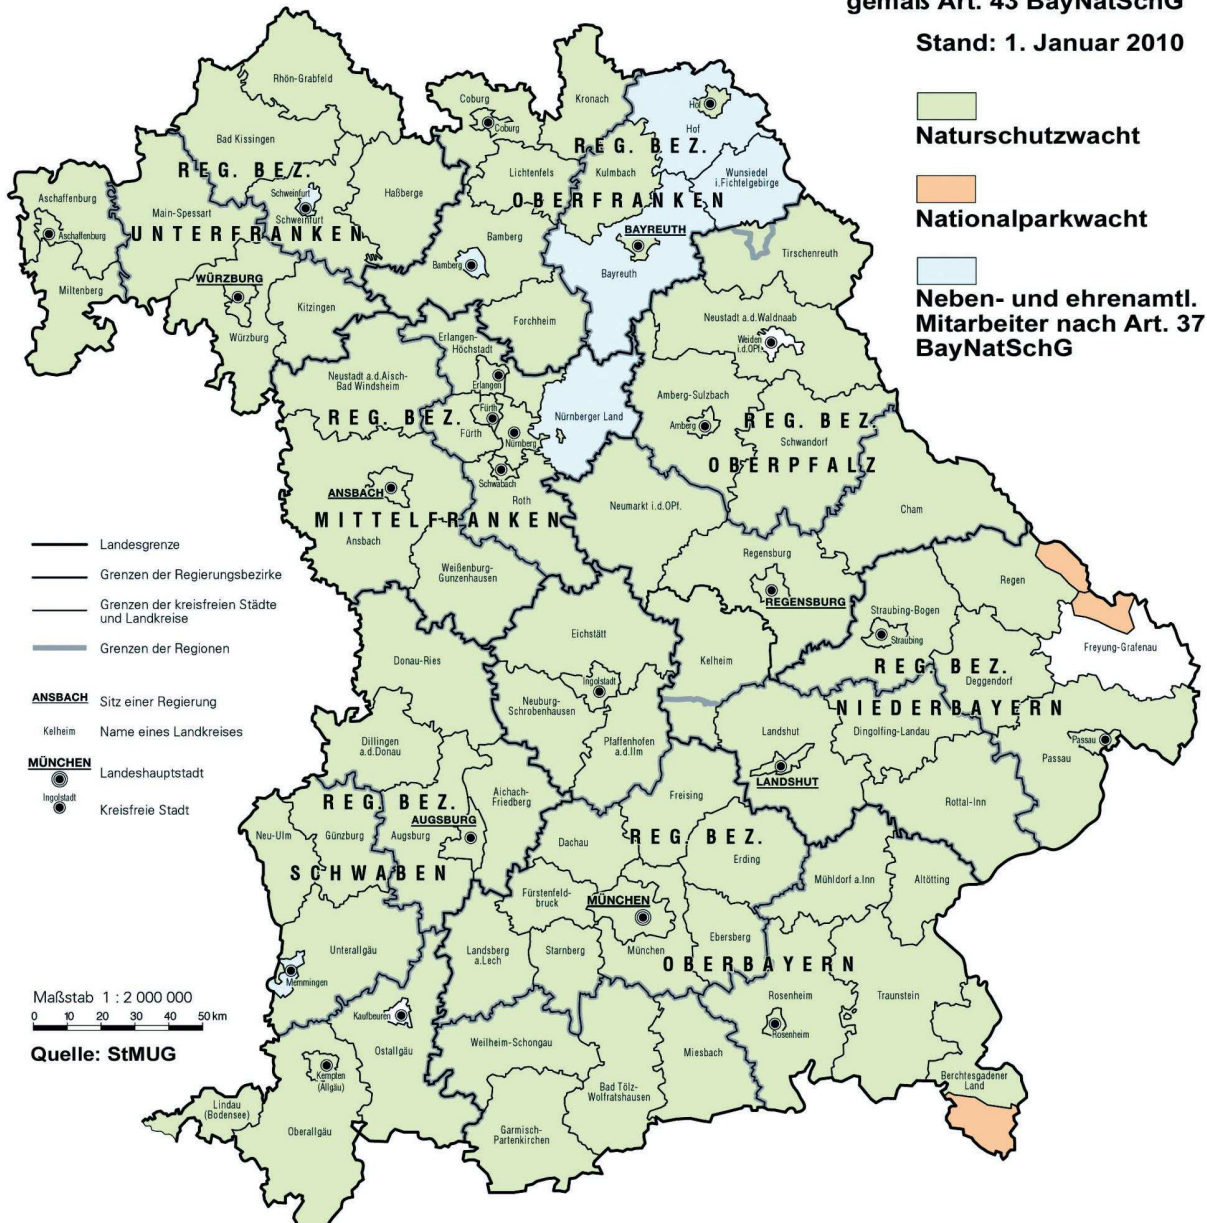 gemäß Art. 43 BayNatSchG
Stand: 1. Januar 2010
Naturschutzwacht
Nationalparkwacht
Neben- und ehrenamtl.
Mitarbeiter nach Art. 37
BayNatSchG
Rhön-Grabfeld
Coburg
Coburg
Kronach
Hof
Hof
Bad Kissingen
REG. BEZ.
UNTERFRANKEN
Schweinfurt
Schweinfurt
Haßberge
Lichtenfels
REG. BEZ.
OBERFRANKEN
Kulmbach
Wunsiedel
i.Fichtelgebirge
Aschaffenburg
Aschaffenburg
Main-Spessart
Miltenberg
WÜRZBURG
Würzburg
Kitzingen
Bamberg
Bamberg
BAYREUTH
Bayreuth
Tirschenreuth
Forchheim
Neustadt a.d.Waldnaab
Weiden
i.d.OPf.
Erlangen-
Höchstadt
Erlangen
Neustadt a.d.Aisch-
Bad Windsheim
REG. BEZ.
MITTELFRANKEN
Fürth
Fürth
Nürnberg
Nürnberger Land
Schwabach
Roth
ANSBACH
Ansbach
Weißenburg-
Gunzenhausen
Amberg-Sulzbach
Amberg
REG. BEZ.
OBERPFALZ
Schwandorf
Neumarkt i.d.OPf.
Cham
Regensburg
REGENSBURG
Landesgrenze
Grenzen der Regierungsbezirke
Grenzen der kreisfreien Städte
und Landkreise
Grenzen der Regionen
ANSBACH
Sitz einer Regierung
Kelheim
Name eines Landkreises
MÜNCHEN
Landeshauptstadt
Ingolstadt
Kreisfreie Stadt
Regen
Straubing-Bogen
Straubing
Freyung-Grafenau
REG. BEZ.
NIEDERBAYERN
Deggendorf
Eichstätt
Kelheim
Donau-Ries
Ingolstadt
Neuburg-
Schrobenhausen
Pfaffenhofen
a.d.Ilm
Landshut
LANDSHUT
Dingolfing-Landau
Passau
Passau
Rottal-Inn
Dillingen
a.d.Donau
REG. BEZ.
SCHWABEN
Aichach-
Friedberg
AUGSBURG
Augsburg
Neu-Ulm
Günzburg
Freising
Dachau
REG. BEZ.
OBERBAYERN
Erding
Mühldorf a.Inn
Altötting
Fürstenfeld-
bruck
MÜNCHEN
München
Ebersberg
Landsberg
a.Lech
Starnberg
Unterallgäu
Memmingen
Kaufbeuren
Ostallgäu
Rosenheim
Rosenheim
Traunstein
Weilheim-Schongau
Miesbach
Bad Tölz-
Wolfratshausen
Garmisch-
Partenkirchen
Berchtesgadener
Land
Kempten
(Allgäu)
Lindau
(Bodensee)
Oberallgäu
Maßstab 1 : 2 000 000
0 10 20 30 40 50 km
Quelle: StMUG